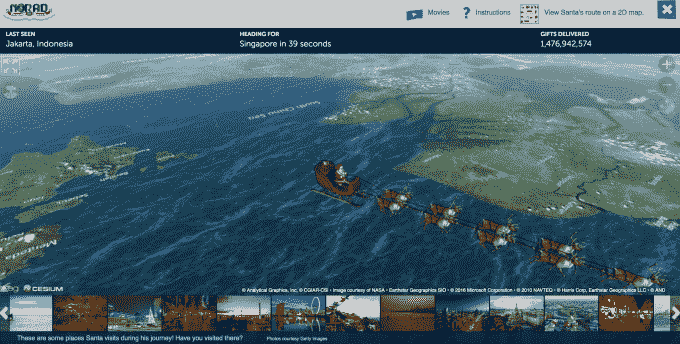 NORAD
Movies
Instructions
View Santa's route on a 2D map.
LAST SEEN
Jakarta, Indonesia
HEADING FOR
Singapore in 39 seconds
GIFTS DELIVERED
1,476,942,574
CESIUM
© Analytical Graphics, Inc. © CGIAR-CSI • Image courtesy of NASA • Earthstar Geographics SIO • © 2016 Microsoft Corporation • © 2010 NAVTEQ • © Harris Corp, Earthstar Geographics LLC • © AND
These are some places Santa visits during his journey! Have you visited there?
Photos courtesy Getty Images